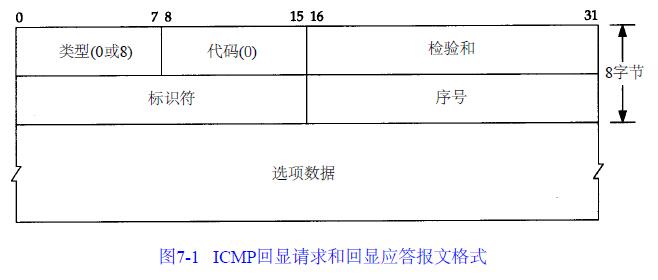 0 7 8 15 16 31
类型(0或8) 代码(0) 检验和
8字节
标识符 序号
选项数据
图7-1 ICMP回显请求和回显应答报文格式